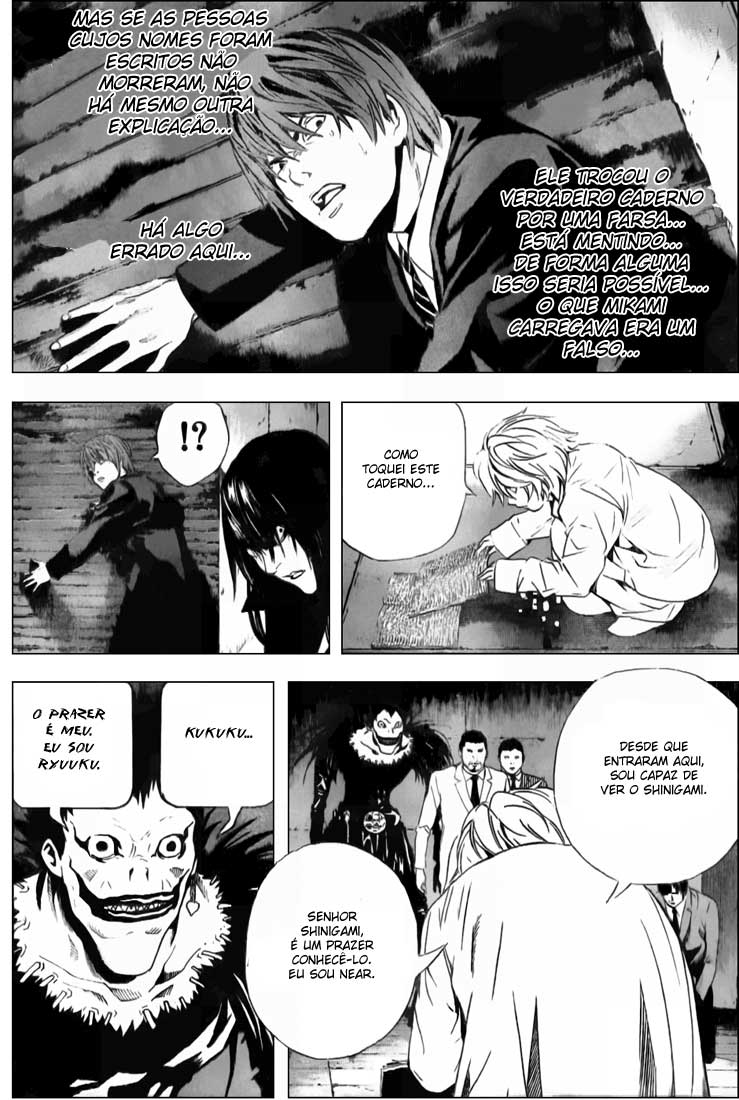 ELE TROCOU O
VERDADEIRO CADERNO
POR UMA FARSA...
ESTÁ MENTINDO...
DE FORMA ALGUMA
ISSO SERIA POSSÍVEL...
O QUE MIKAMI
CARREGAVA ERA UM
FALSO...
MAS SE AS PESSOAS
CUJOS NOMES FORAM
ESCRITOS NÃO
MORRERAM, NÃO
HÁ MESMO OUTRA
EXPLICAÇÃO...
HÁ ALGO
ERRADO AQUI...
COMO
TOQUEI ESTE
CADERNO...
!?
DESDE QUE
ENTRARAM AQUI,
SOU CAPAZ DE
VER O SHINIGAMI.
SENHOR
SHINIGAMI,
É UM PRAZER
CONHECÊ-LO.
EU SOU NEAR.
KUKUKU...
O PRAZER
É MEU.
EU SOU
RYUUKU.